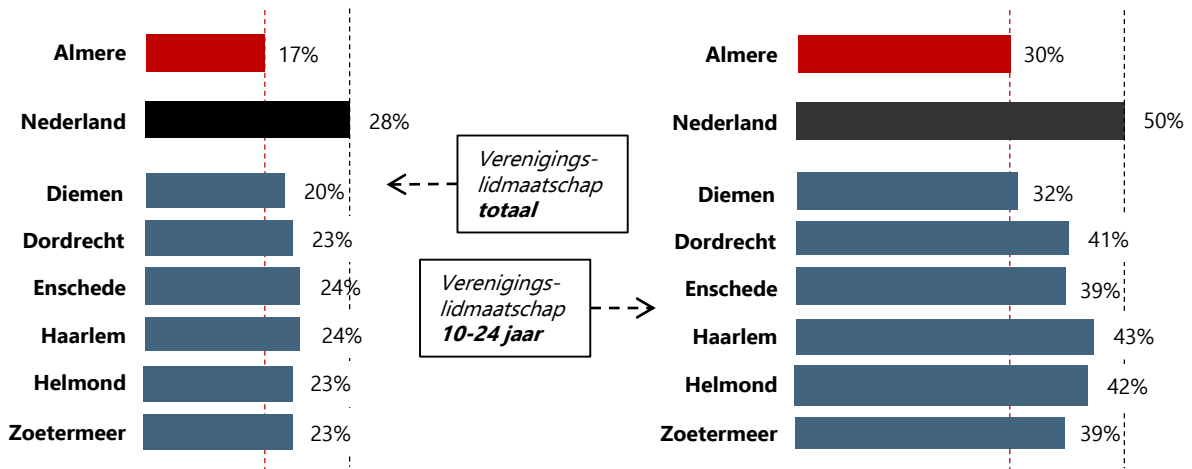 Almere 17%
Nederland 28%
Diemen 20%
Dordrecht 23%
Enschede 24%
Haarlem 24%
Helmond 23%
Zoetermeer 23%
Verenigings-
lidmaatschap
totaal
Verenigings-
lidmaatschap
10-24 jaar
Almere 30%
Nederland 50%
Diemen 32%
Dordrecht 41%
Enschede 39%
Haarlem 43%
Helmond 42%
Zoetermeer 39%